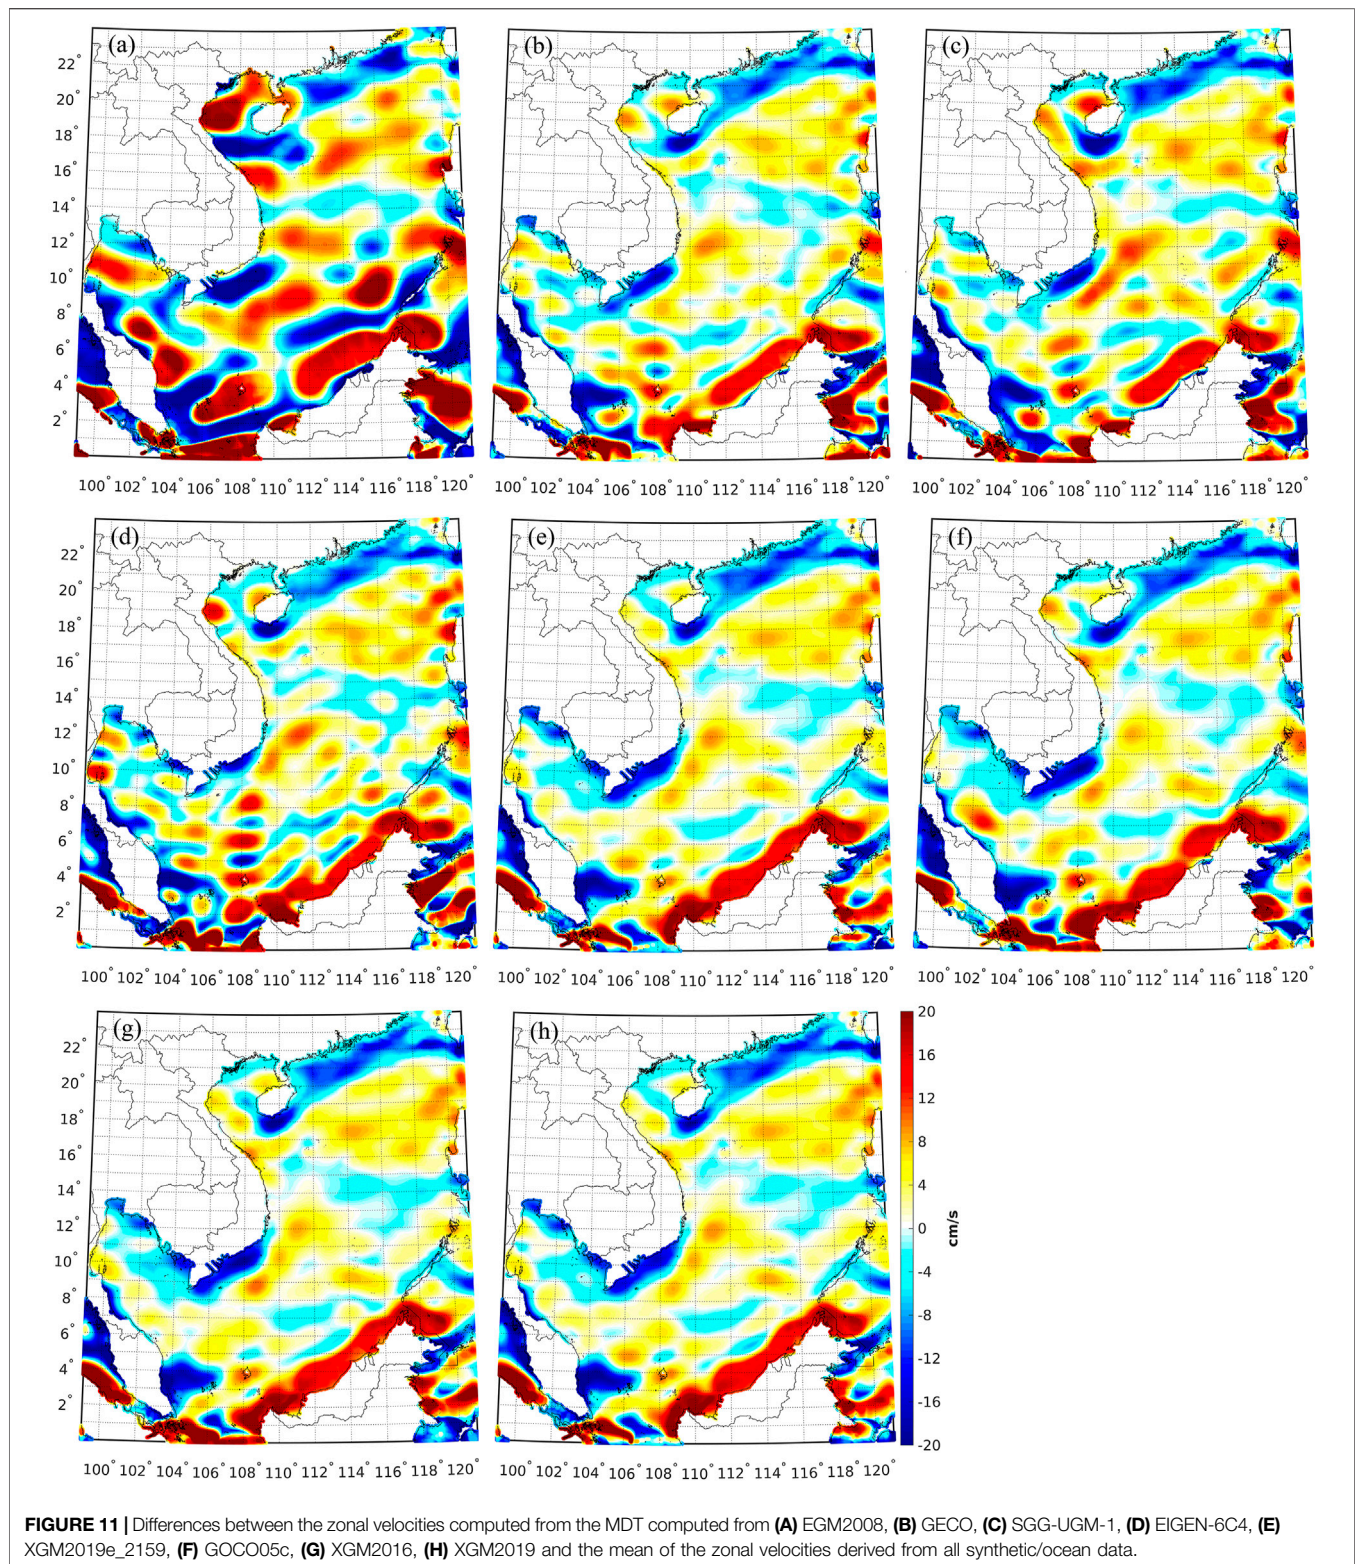 (a)
(b)
(c)
22°
20°
18°
16°
14°
12°
10°
8°
6°
4°
2°
100° 102° 104° 106° 108° 110° 112° 114° 116° 118° 120°
100° 102° 104° 106° 108° 110° 112° 114° 116° 118° 120°
100° 102° 104° 106° 108° 110° 112° 114° 116° 118° 120°
(d)
(e)
(f)
22°
20°
18°
16°
14°
12°
10°
8°
6°
4°
2°
100° 102° 104° 106° 108° 110° 112° 114° 116° 118° 120°
100° 102° 104° 106° 108° 110° 112° 114° 116° 118° 120°
100° 102° 104° 106° 108° 110° 112° 114° 116° 118° 120°
(g)
(h)
22°
20°
18°
16°
14°
12°
10°
8°
6°
4°
2°
100° 102° 104° 106° 108° 110° 112° 114° 116° 118° 120°
100° 102° 104° 106° 108° 110° 112° 114° 116° 118° 120°
20
16
12
8
4
0
-4
-8
-12
-16
-20
cm/s
FIGURE 11 | Differences between the zonal velocities computed from the MDT computed from (A) EGM2008, (B) GECO, (C) SGG-UGM-1, (D) EIGEN-6C4, (E)
XGM2019e_2159, (F) GOCO05c, (G) XGM2016, (H) XGM2019 and the mean of the zonal velocities derived from all synthetic/ocean data.